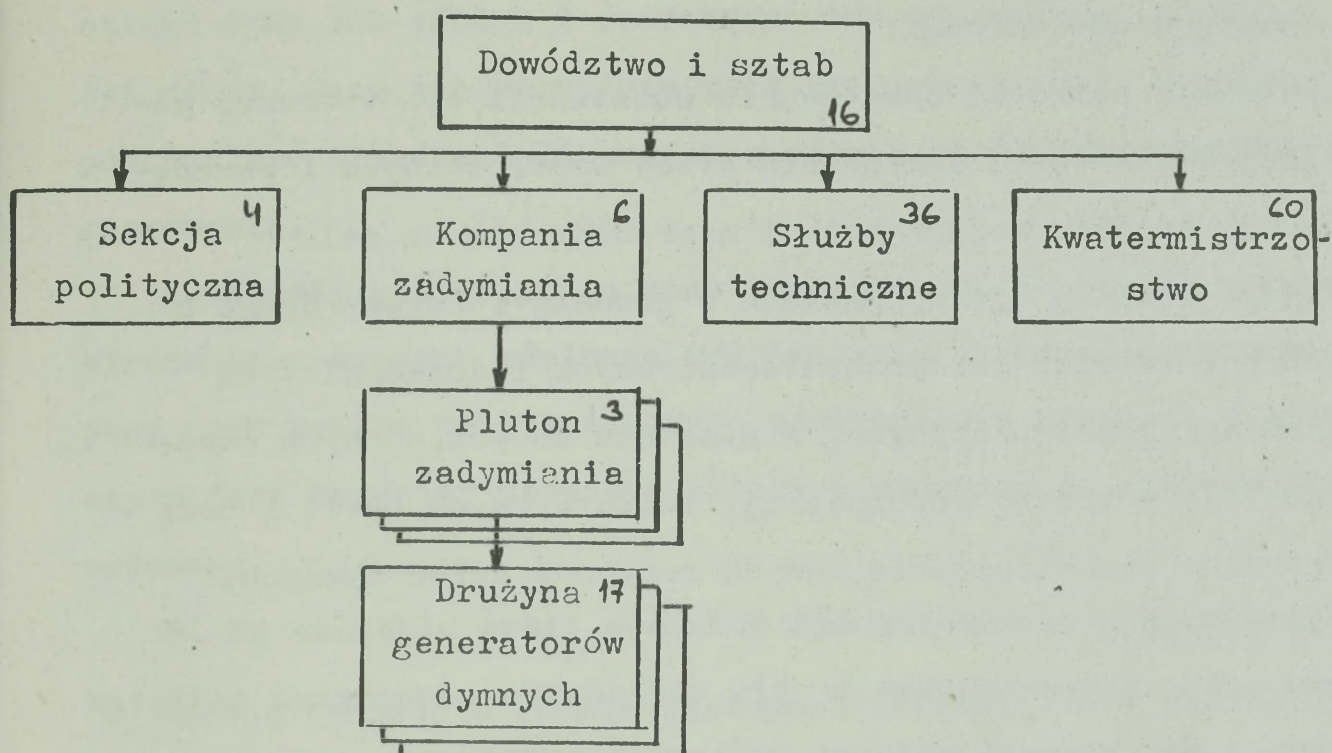 Dowództwo i sztab
16
4
Sekcja
polityczna
6
Kompania
zadymiania
36
Służby
techniczne
60
Kwatermistrzo-
stwo
Pluton 3
zadymiania
Drużyna 17
generatorów
dymnych